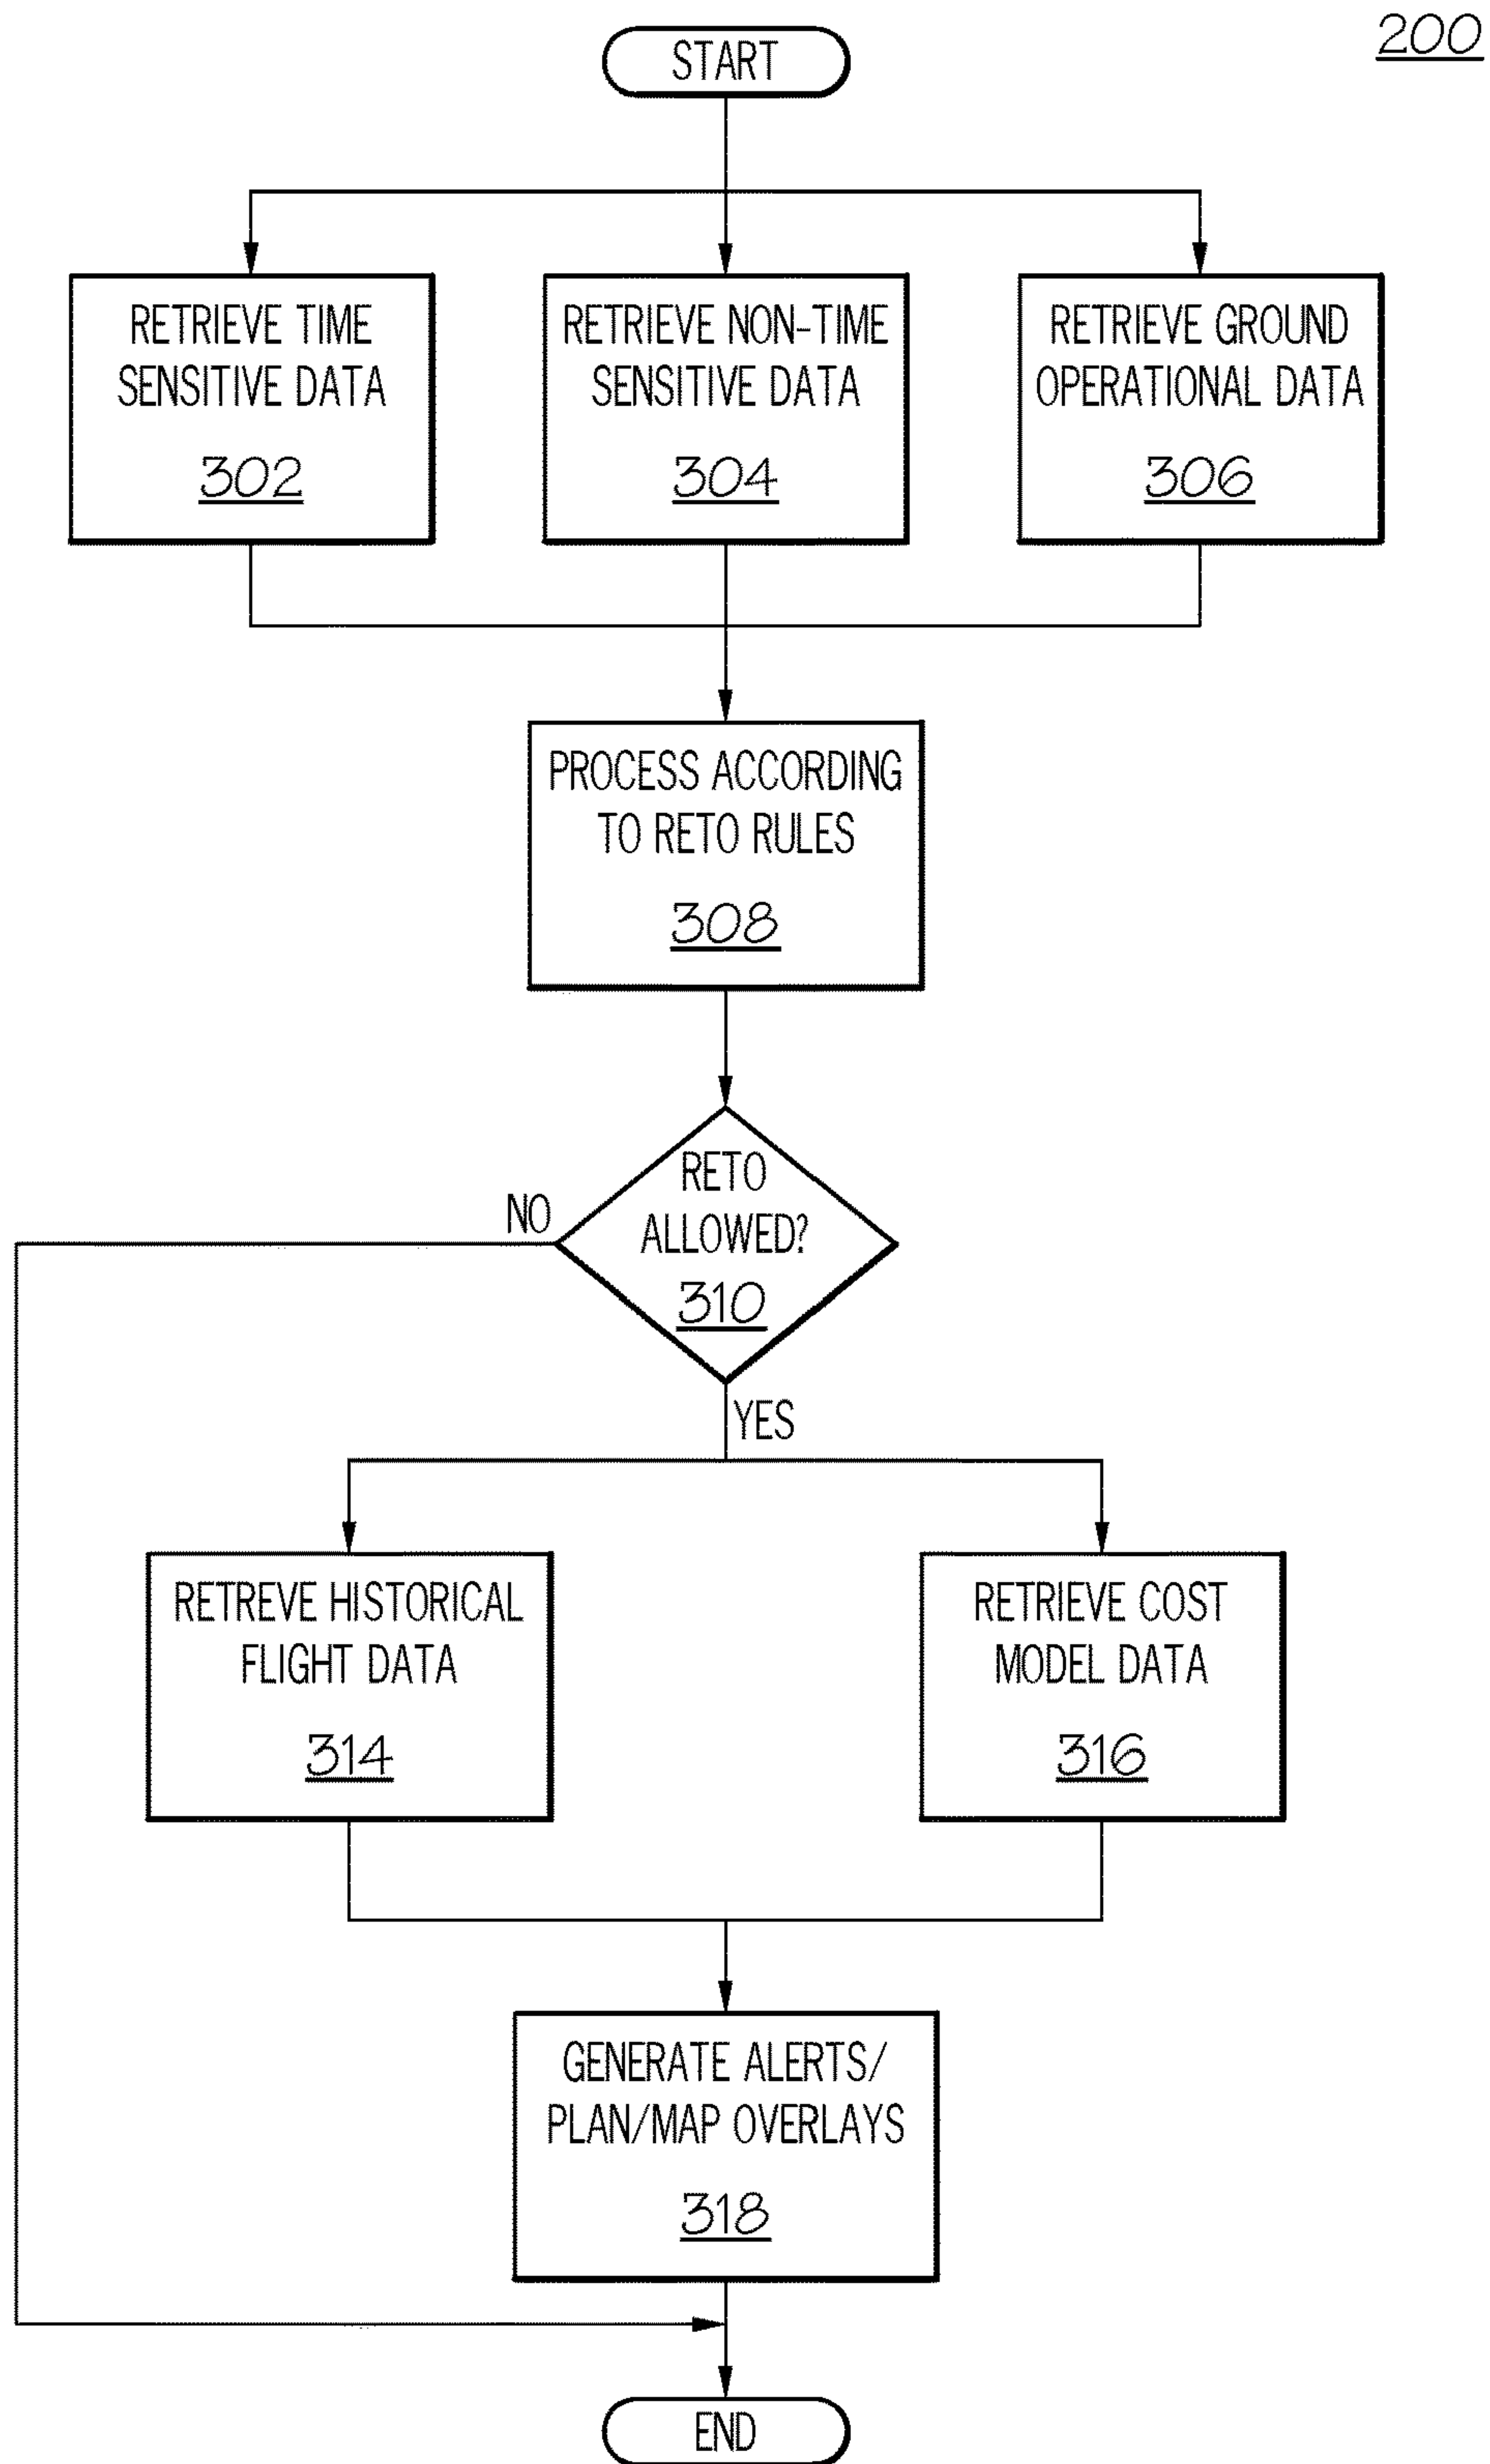 200
START
RETRIEVE TIME
SENSITIVE DATA
302
RETRIEVE NON-TIME
SENSITIVE DATA
304
RETRIEVE GROUND
OPERATIONAL DATA
306
PROCESS ACCORDING
TO RETO RULES
308
RETO
ALLOWED?
310
NO
YES
RETREVE HISTORICAL
FLIGHT DATA
314
RETRIEVE COST
MODEL DATA
316
GENERATE ALERTS/
PLAN/MAP OVERLAYS
318
END